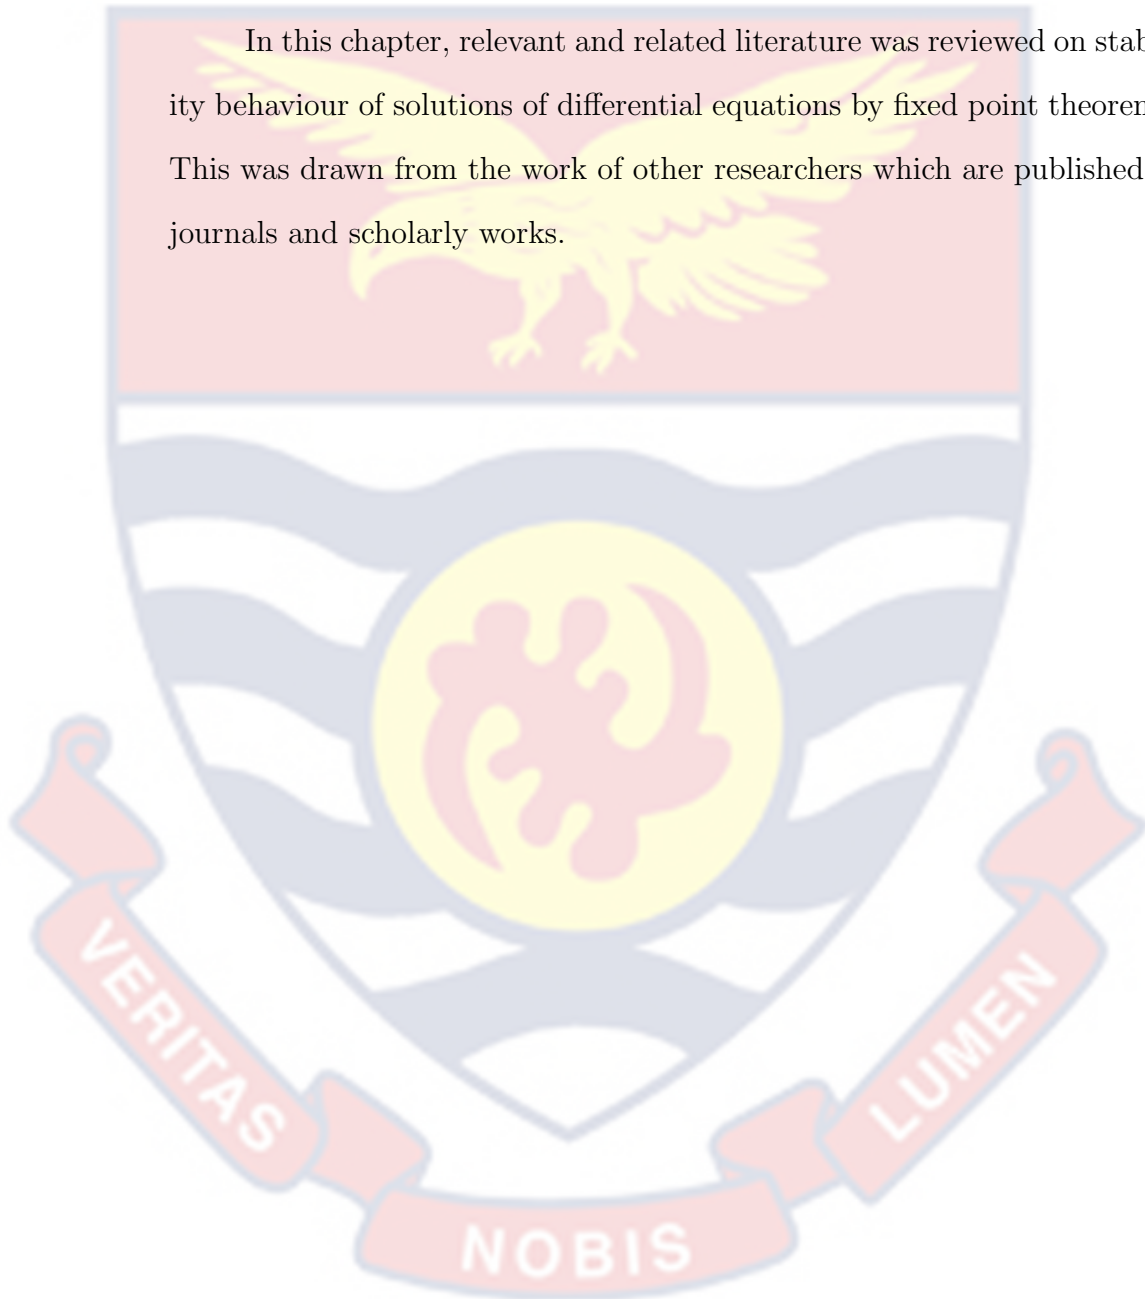 In this chapter, relevant and related literature was reviewed on stab
ity behaviour of solutions of differential equations by fixed point theorem
This was drawn from the work of other researchers which are published
journals and scholarly works.
VERITAS
NOBIS
LUMEN